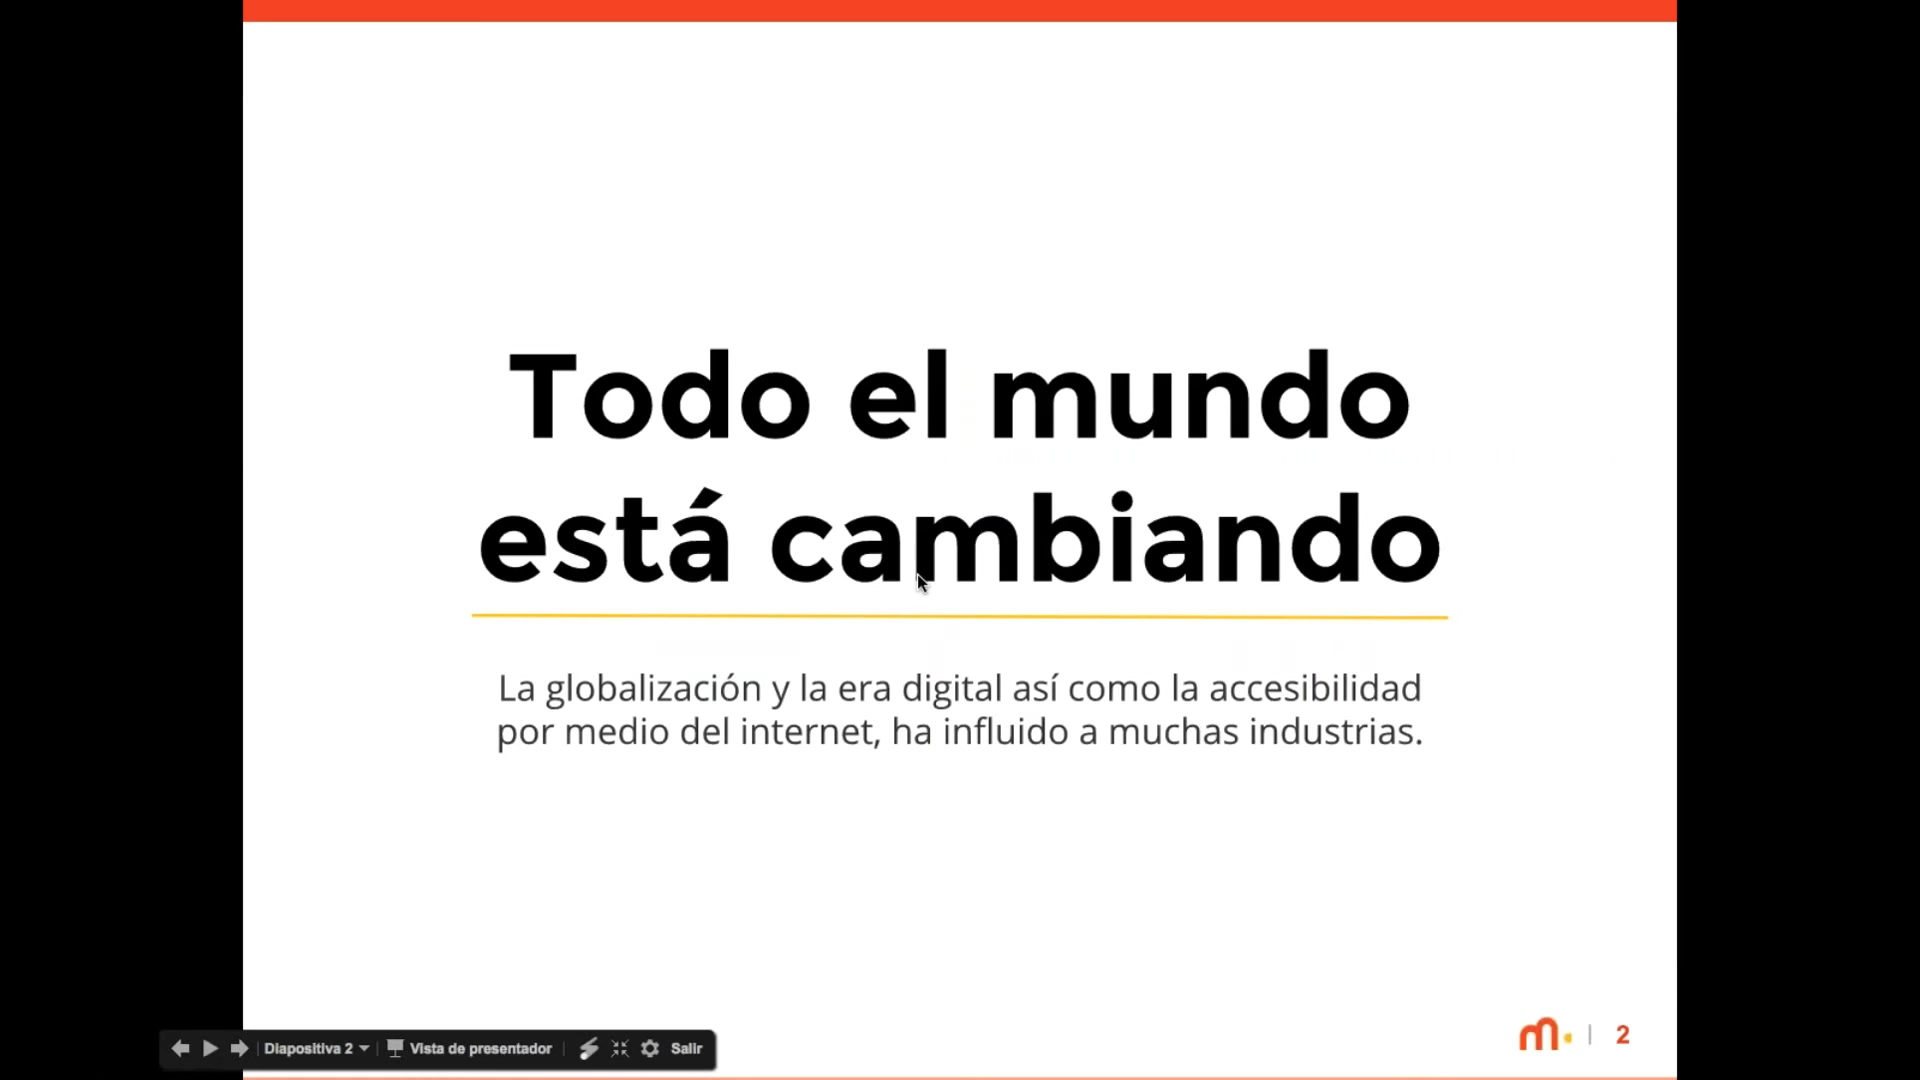 Todo el mundo
está cambiando
La globalización y la era digital así como la accesibilidad
por medio del internet, ha influido a muchas industrias.
Diapositiva 2 Vista de presentador Salir
m. | 2